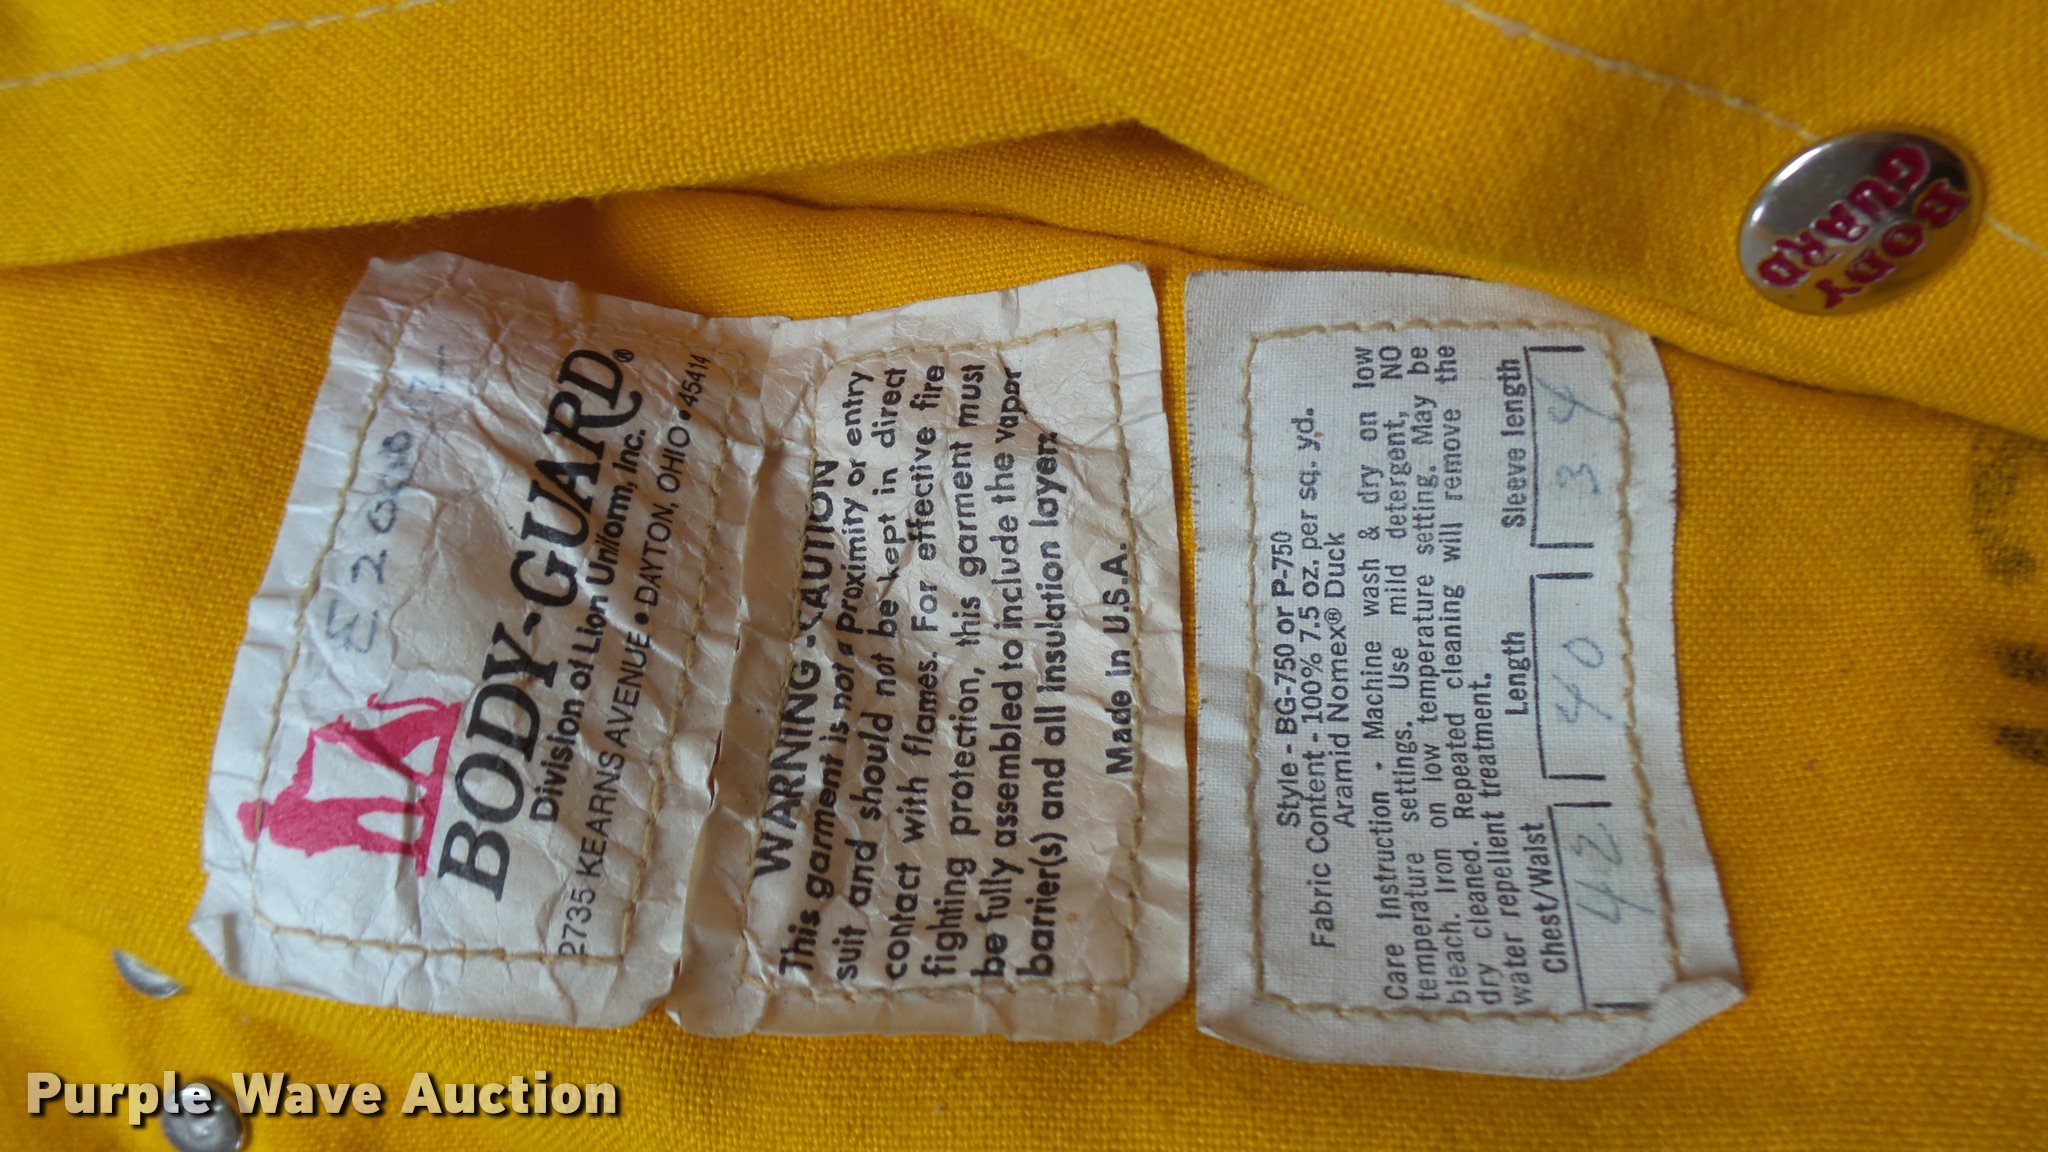 E2000 12
BODY-GUARD®
Division of Lion Uniform, Inc.
2735 KEARNS AVENUE • DAYTON, OHIO • 45414
WARNING - CAUTION
This garment is not a proximity or entry
suit and should not be kept in direct
contact with flames. For effective fire
fighting protection, this garment must
be fully assembled to include the vapor
barrier(s) and all insulation layers.
Made in U.S.A.
Style - BG-750 or P-750
Fabric Content - 100% 7.5 oz. per sq. yd.
Aramid Nomex® Duck
Care Instruction - Machine wash & dry on low
temperature settings. Use mild detergent, NO
bleach. Iron on low temperature setting. May be
dry cleaned. Repeated cleaning will remove the
water repellent treatment.
Chest/Waist Length Sleeve length
42 40 34
BODY
GUARD
Purple Wave Auction